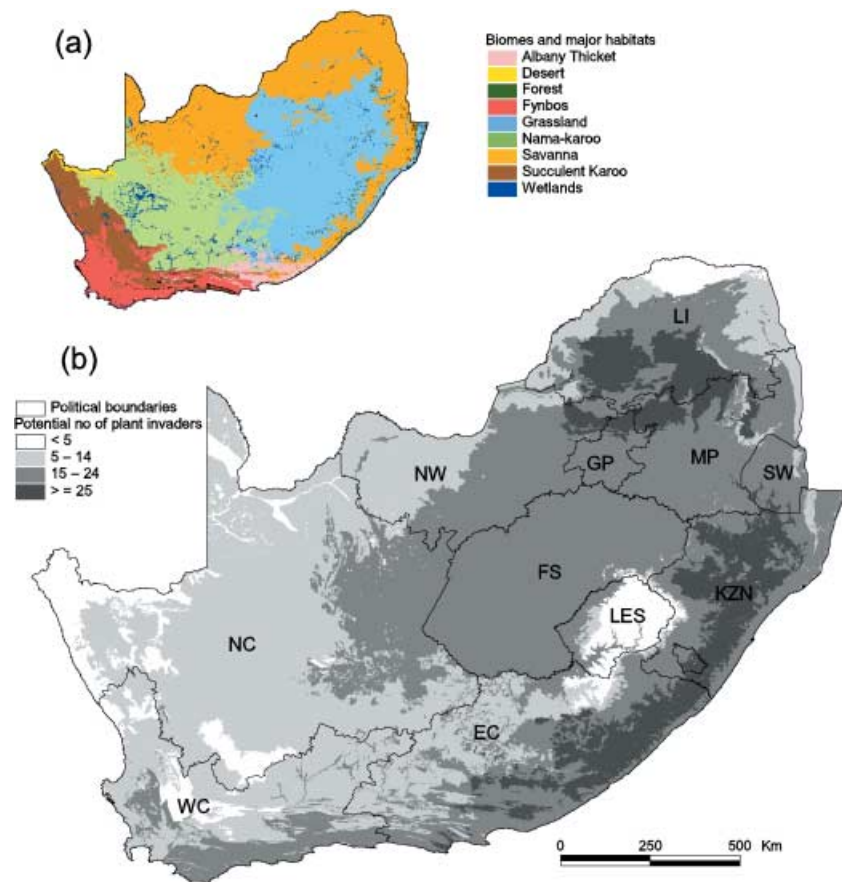 (a)
Biomes and major habitats
Albany Thicket
Desert
Forest
Fynbos
Grassland
Nama-karoo
Savanna
Succulent Karoo
Wetlands
(b)
Political boundaries
Potential no of plant invaders
< 5
5 – 14
15 – 24
> = 25
LI
NW
GP
MP
SW
FS
KZN
LES
NC
EC
WC
0 250 500 Km